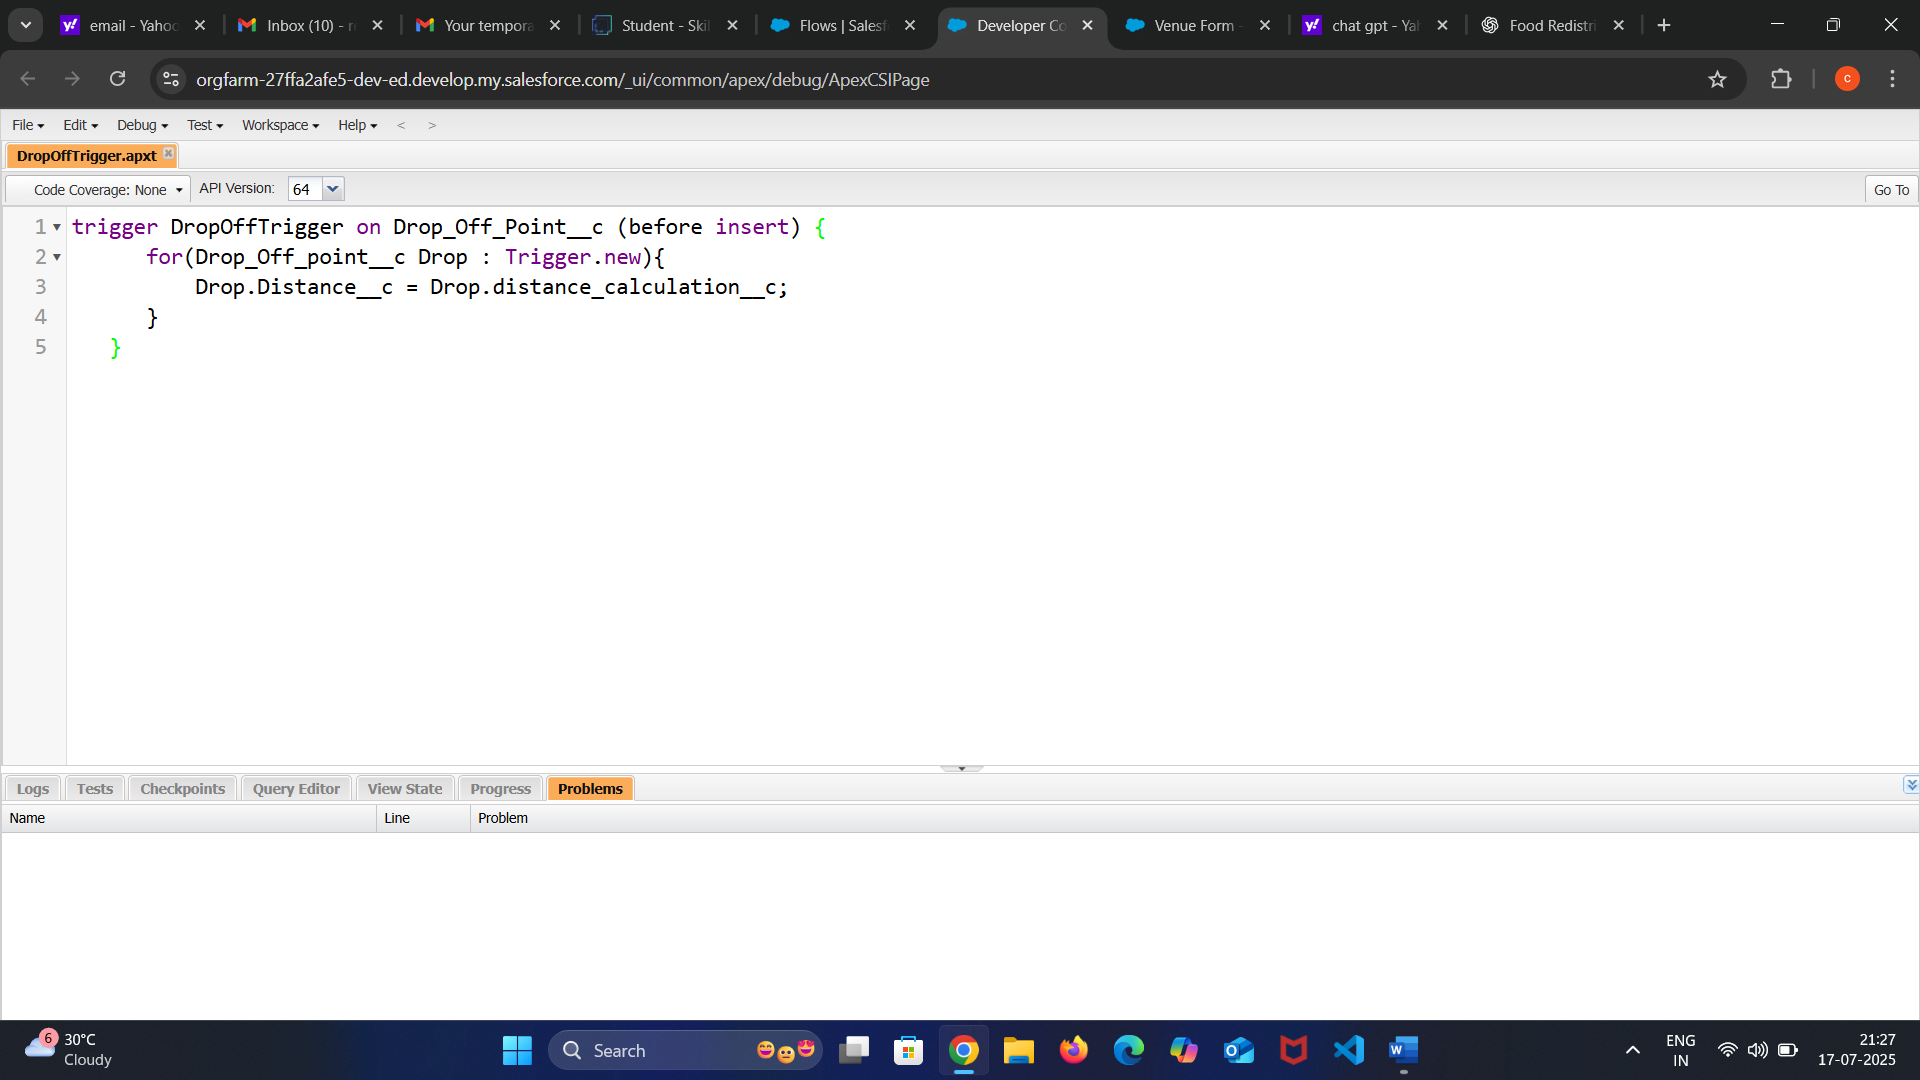 email - Yahoo
Inbox (10) - r
Your tempora
Student - Skil
Flows | Salesf
Developer Co
Venue Form -
chat gpt - Yah
Food Redistri
orgfarm-27ffa2afe5-dev-ed.develop.my.salesforce.com/_ui/common/apex/debug/ApexCSIPage
C
File Edit Debug Test Workspace Help < >
DropOffTrigger.apxt
Code Coverage: None API Version: 64 Go To
1 trigger DropOffTrigger on Drop_Off_Point__c (before insert) {
2 for(Drop_Off_point__c Drop : Trigger.new){
3 Drop.Distance__c = Drop.distance_calculation__c;
4 }
5 }
Logs Tests Checkpoints Query Editor View State Progress Problems
Name Line Problem
6
30°C
Cloudy
Search
ENG
IN
21:27
17-07-2025